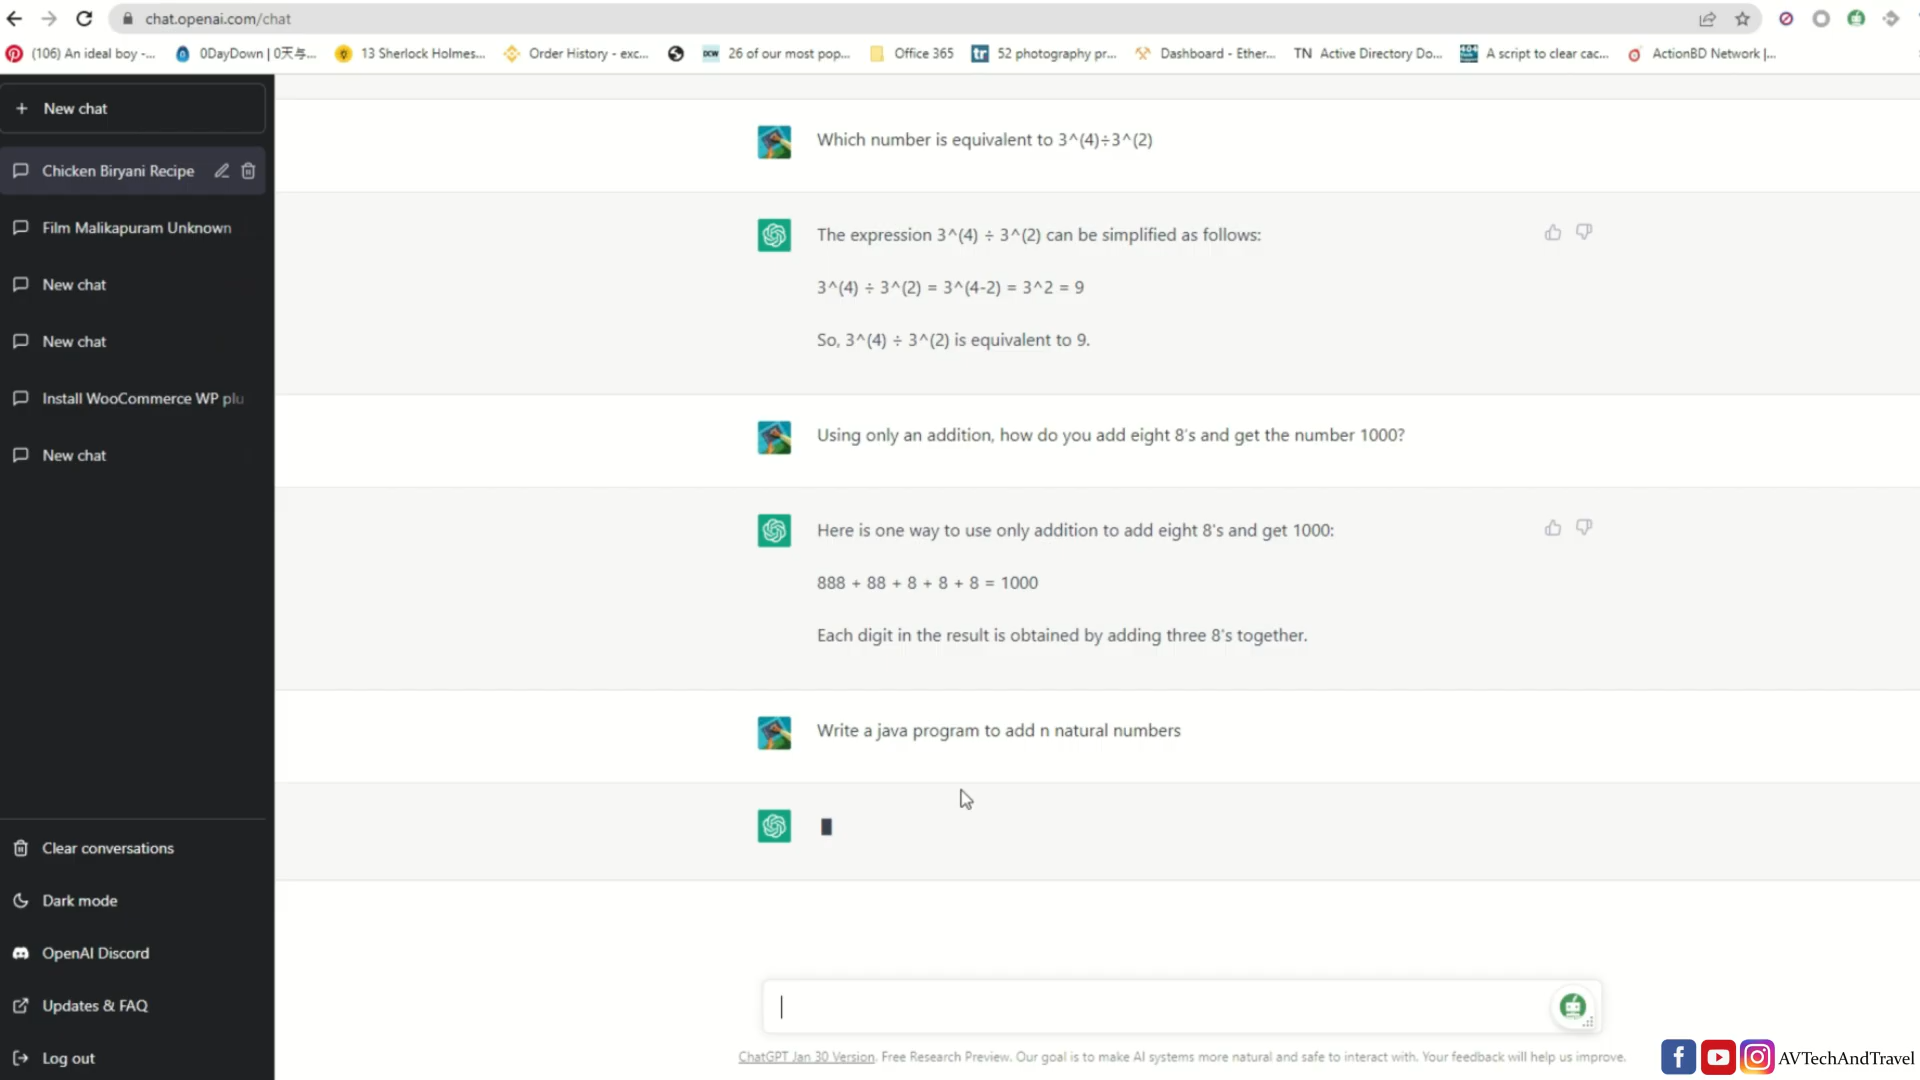 chat.openai.com/chat
(106) An ideal boy -...
0DayDown | 0天与...
13 Sherlock Holmes...
Order History - exc...
DCW
26 of our most pop...
Office 365
tr
52 photography pr...
Dashboard - Ether...
TN
Active Directory Do...
404
A script to clear cac...
ActionBD Network |...
+ New chat
Chicken Biryani Recipe
Film Malikapuram Unknown
New chat
New chat
Install WooCommerce WP plu
New chat
Clear conversations
Dark mode
OpenAI Discord
Updates & FAQ
Log out
Which number is equivalent to 3^(4)÷3^(2)
The expression 3^(4) ÷ 3^(2) can be simplified as follows:
3^(4) ÷ 3^(2) = 3^(4-2) = 3^2 = 9
So, 3^(4) ÷ 3^(2) is equivalent to 9.
Using only an addition, how do you add eight 8's and get the number 1000?
Here is one way to use only addition to add eight 8's and get 1000:
888 + 88 + 8 + 8 + 8 = 1000
Each digit in the result is obtained by adding three 8's together.
Write a java program to add n natural numbers
ChatGPT Jan 30 Version. Free Research Preview. Our goal is to make AI systems more natural and safe to interact with. Your feedback will help us improve.
AVTechAndTravel